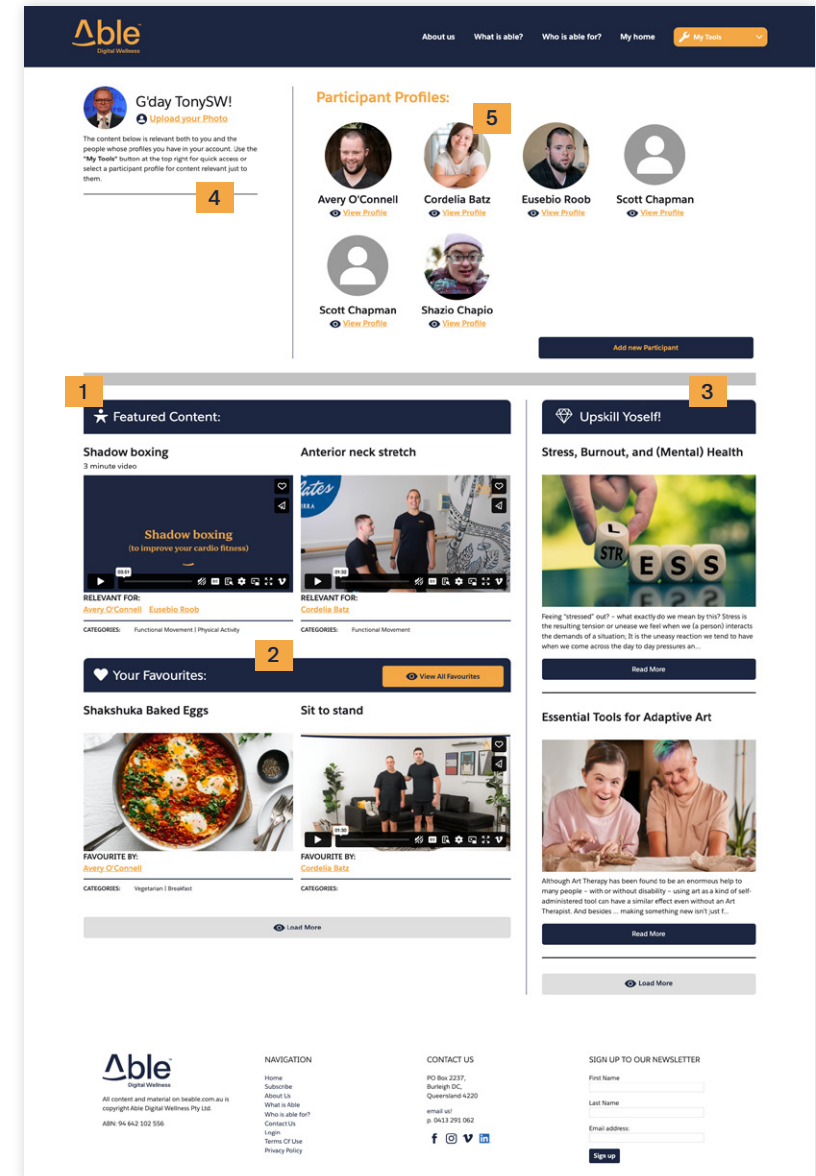 Able
Digital Wellness
About us What is able? Who is able for? My home My Tools
G'day TonySW!
Upload your Photo
The content below is relevant both to you and the
people whose profiles you have in your account. Use the
"My Tools" button at the top right for quick access or
select a participant profile for content relevant just to
them.
4
Participant Profiles:
5
Avery O'Connell Cordelia Batz Eusebio Roob Scott Chapman
View Profile View Profile View Profile View Profile
Scott Chapman Shazio Chapio
View Profile View Profile
Add new Participant
1
Featured Content:
Shadow boxing
3 minute video
Shadow boxing
(to improve your cardio fitness)
03:51
RELEVANT FOR:
Avery O'Connell Eusebio Roob
CATEGORIES: Functional Movement | Physical Activity
Anterior neck stretch
lates
RRA
01:32
RELEVANT FOR:
Cordelia Batz
CATEGORIES: Functional Movement
2
Your Favourites:
View All Favourites
Shakshuka Baked Eggs
FAVOURITE BY:
Avery O'Connell
CATEGORIES: Vegetarian | Breakfast
Sit to stand
01:30
FAVOURITE BY:
Cordelia Batz
CATEGORIES:
Load More
3
Upskill Yoself!
Stress, Burnout, and (Mental) Health
L
STR E S S
Feeing "stressed" out? – what exactly do we mean by this? Stress is
the resulting tension or unease we feel when we (a person) interacts
the demands of a situation; It is the uneasy reaction we tend to have
when we come across the day to day pressures an...
Read More
Essential Tools for Adaptive Art
Although Art Therapy has been found to be an enormous help to
many people – with or without disability – using art as a kind of self-
administered tool can have a similar effect even without an Art
Therapist. And besides ... making something new isn't just f...
Read More
Load More
Able
Digital Wellness
All content and material on beable.com.au is
copyright Able Digital Wellness Pty Ltd.
ABN: 94 642 102 556
NAVIGATION
Home
Subscribe
About Us
What is Able
Who is able for?
Contact Us
Login
Terms Of Use
Privacy Policy
CONTACT US
PO Box 2237,
Burleigh DC,
Queensland 4220
email us!
p. 0413 291 062
SIGN UP TO OUR NEWSLETTER
First Name
Last Name
Email address:
Sign up